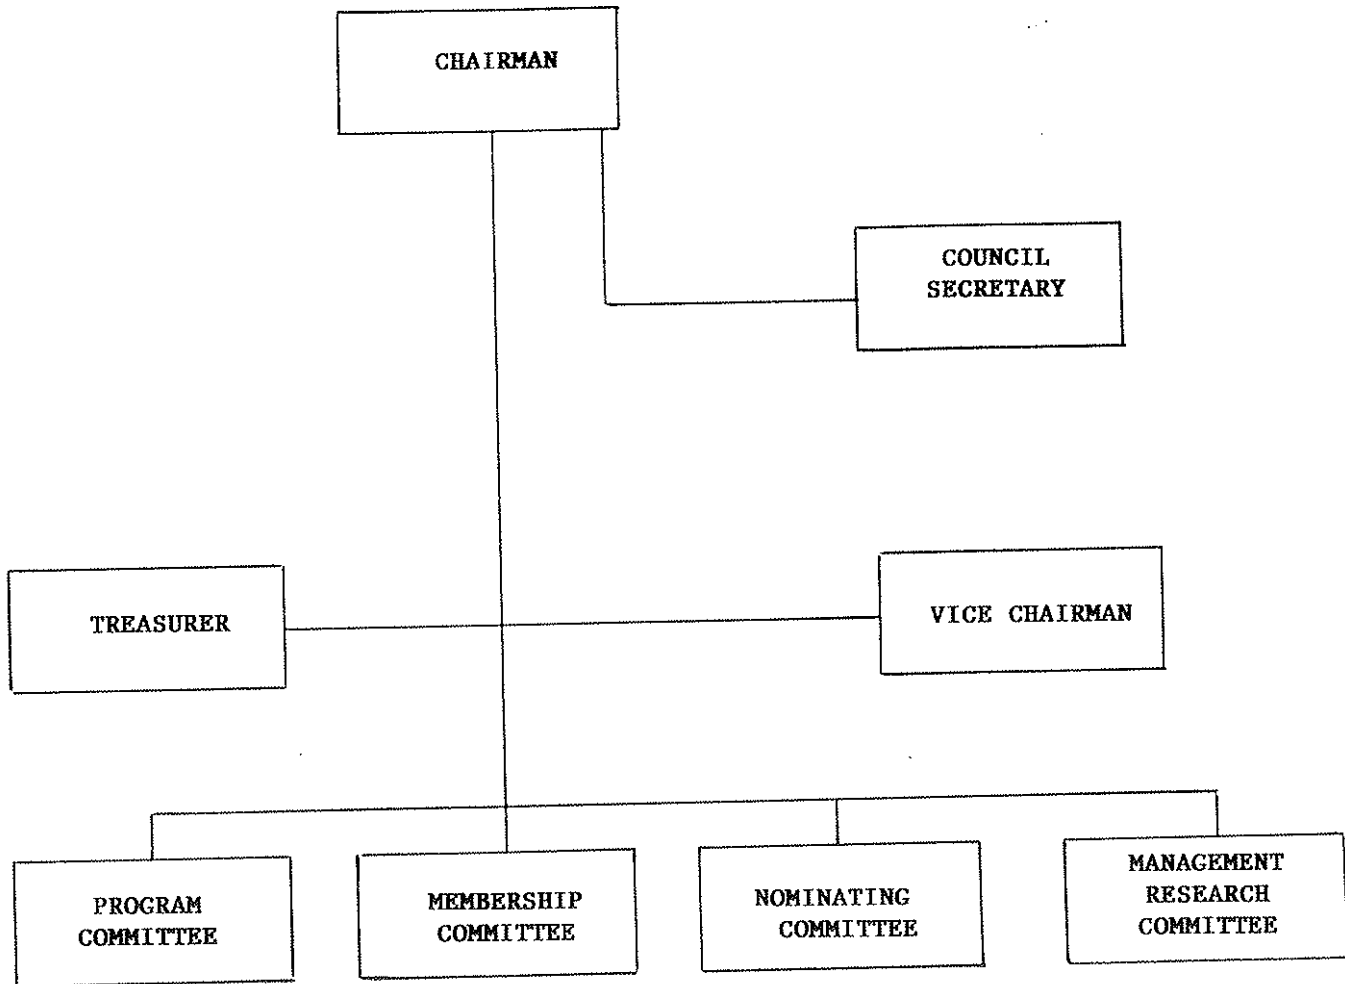 CHAIRMAN
COUNCIL
SECRETARY
TREASURER
VICE CHAIRMAN
PROGRAM
COMMITTEE
MEMBERSHIP
COMMITTEE
NOMINATING
COMMITTEE
MANAGEMENT
RESEARCH
COMMITTEE